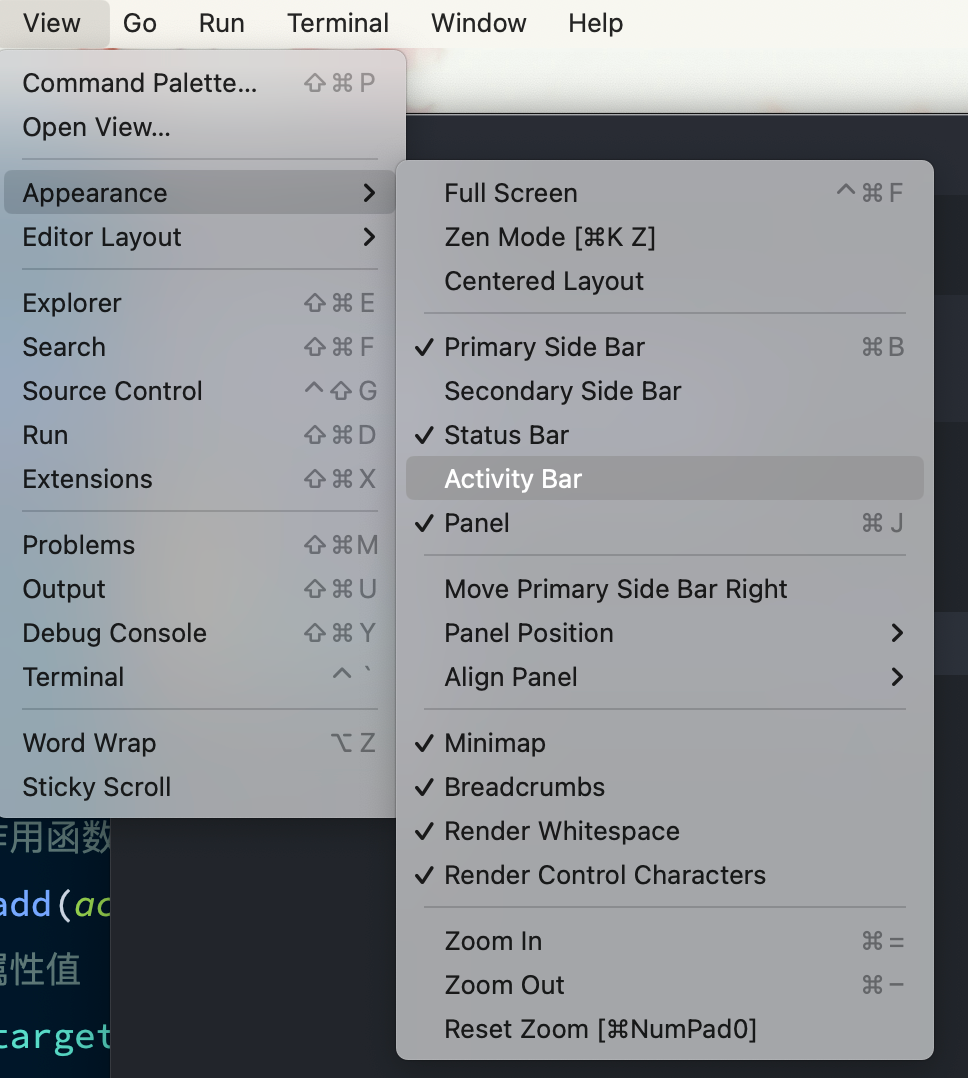 View Go Run Terminal Window Help
Command Palette... ⇧⌘P
Open View...
Appearance
Editor Layout
Explorer ⇧⌘E
Search ⇧⌘F
Source Control ⌃⇧G
Run ⇧⌘D
Extensions ⇧⌘X
Problems ⇧⌘M
Output ⇧⌘U
Debug Console ⇧⌘Y
Terminal ⌃`
Word Wrap ⌥Z
Sticky Scroll
Full Screen ⌃⌘F
Zen Mode [⌘K Z]
Centered Layout
✓ Primary Side Bar ⌘B
Secondary Side Bar
✓ Status Bar
Activity Bar
✓ Panel ⌘J
Move Primary Side Bar Right
Panel Position
Align Panel
✓ Minimap
✓ Breadcrumbs
✓ Render Whitespace
✓ Render Control Characters
Zoom In ⌘=
Zoom Out ⌘−
Reset Zoom [⌘NumPad0]
作用函数
add(ac
属性值
target